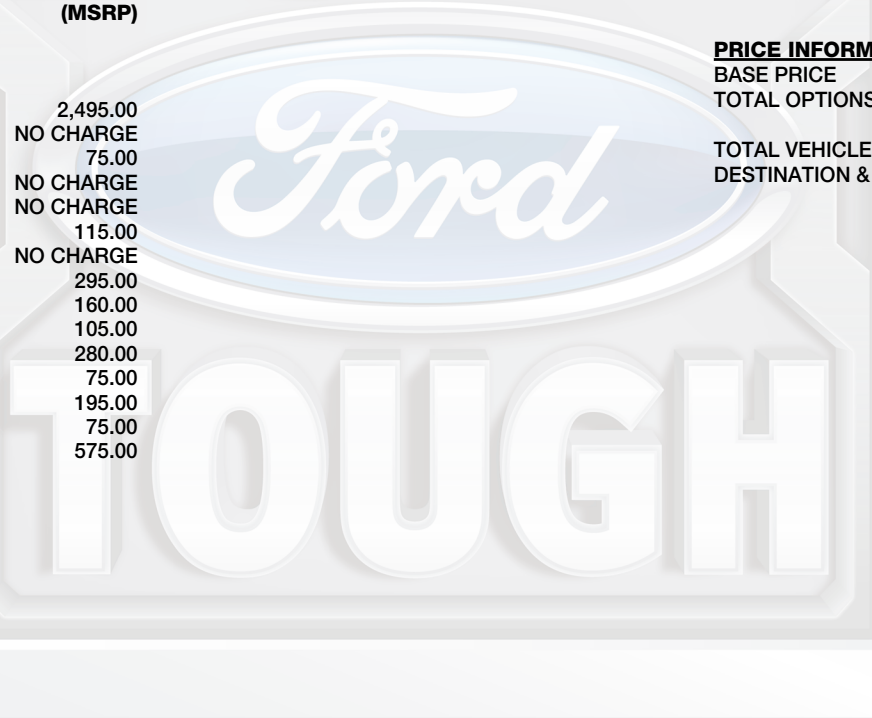 (MSRP)
2,495.00
NO CHARGE
75.00
NO CHARGE
NO CHARGE
115.00
NO CHARGE
295.00
160.00
105.00
280.00
75.00
195.00
75.00
575.00
PRICE INFORM
BASE PRICE
TOTAL OPTIONS
TOTAL VEHICLE
DESTINATION &
Ford
TOUGH